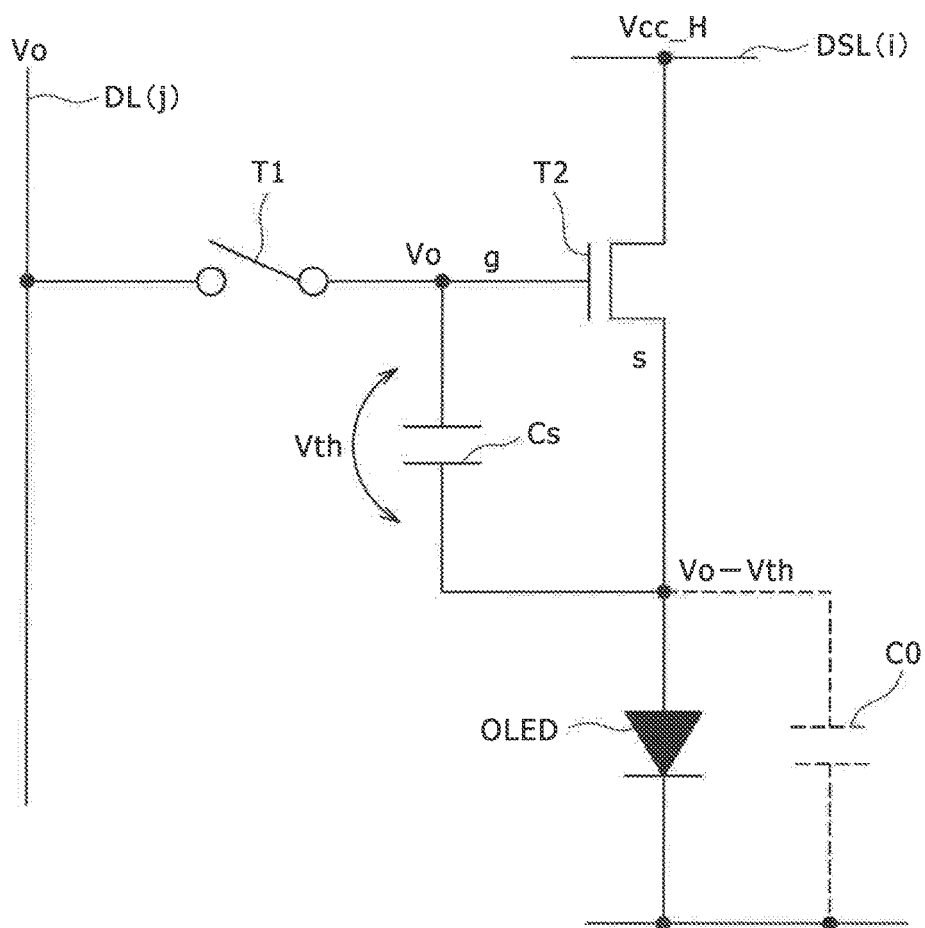 Vcc_H
DSL(i)
Vo
DL(j)
T1
T2
Vo
g
s
Vth
Cs
Vo－Vth
C0
OLED